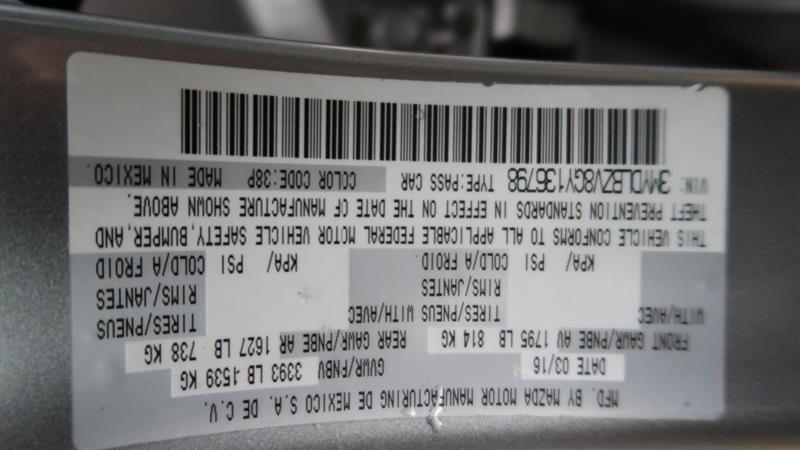 MFD. BY MAZDA MOTOR MANUFACTURING DE MEXICO S.A. DE C.V.
DATE 03/16 GVWR/PNBV 3393 LB 1539 KG
FRONT GAWR/PNBE AV 1795 LB 814 KG REAR GAWR/PNBE AR 1627 LB 738 KG
WITH/AVEC TIRES/PNEUS WITH/AVEC TIRES/PNEUS
RIMS/JANTES RIMS/JANTES
KPA/ PSI COLD/A FROID KPA/ PSI COLD/A FROID
THIS VEHICLE CONFORMS TO ALL APPLICABLE FEDERAL MOTOR VEHICLE SAFETY, BUMPER, AND
THEFT PREVENTION STANDARDS IN EFFECT ON THE DATE OF MANUFACTURE SHOWN ABOVE.
VIN: 3MYDLBZV8GY136798 TYPE:PASS CAR COLOR CODE:38P MADE IN MEXICO.